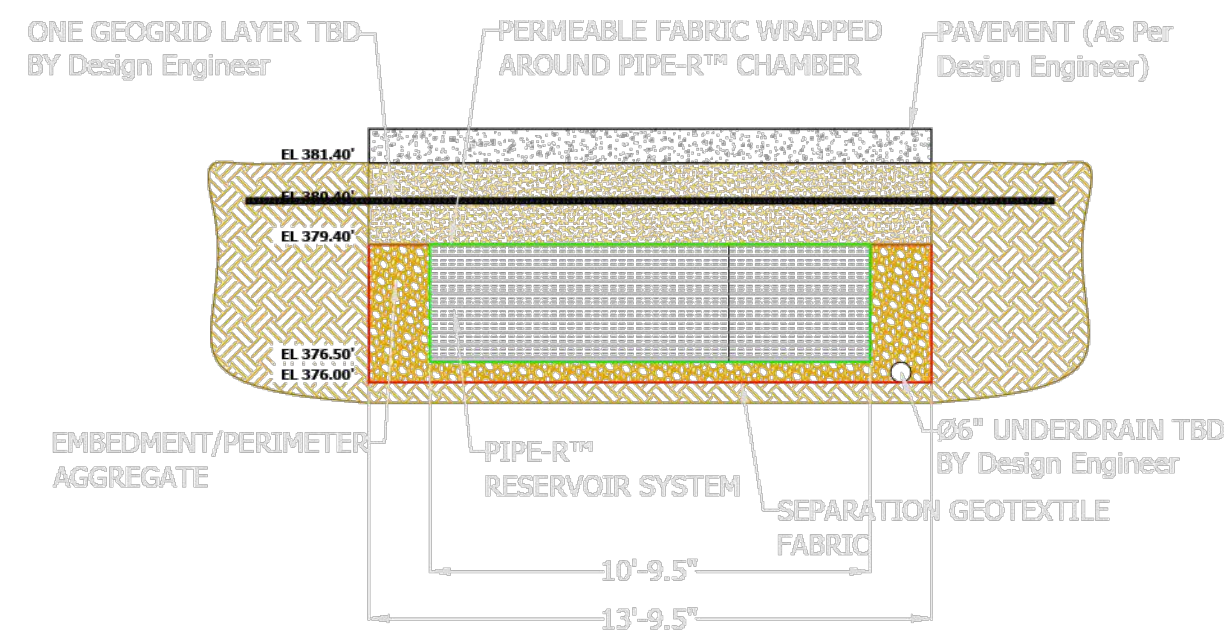 ONE GEOGRID LAYER TBD
BY Design Engineer
PERMEABLE FABRIC WRAPPED
AROUND PIPE-R™ CHAMBER
PAVEMENT (As Per
Design Engineer)
EL 381.40'
EL 380.40'
EL 379.40'
EL 376.50'
EL 376.00'
EMBEDMENT/PERIMETER
AGGREGATE
PIPE-R™
RESERVOIR SYSTEM
Ø6" UNDERDRAIN TBD
BY Design Engineer
SEPARATION GEOTEXTILE
FABRIC
10'-9.5"
13'-9.5"